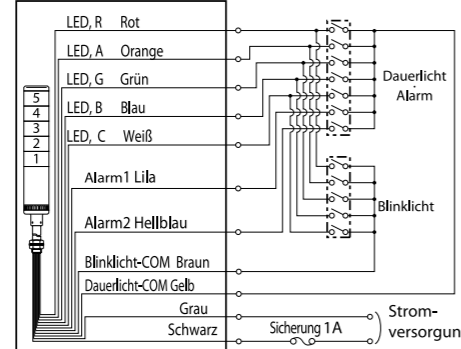 LED, R Rot
LED, A Orange
LED, G Grün
LED, B Blau
LED, C Weiß
5
4
3
2
1
Alarm1 Lila
Alarm2 Hellblau
Blinklicht-COM Braun
Dauerlicht-COM Gelb
Grau
Schwarz
Sicherung 1 A
Dauerlicht
Alarm
Blinklicht
Strom-
versorgun